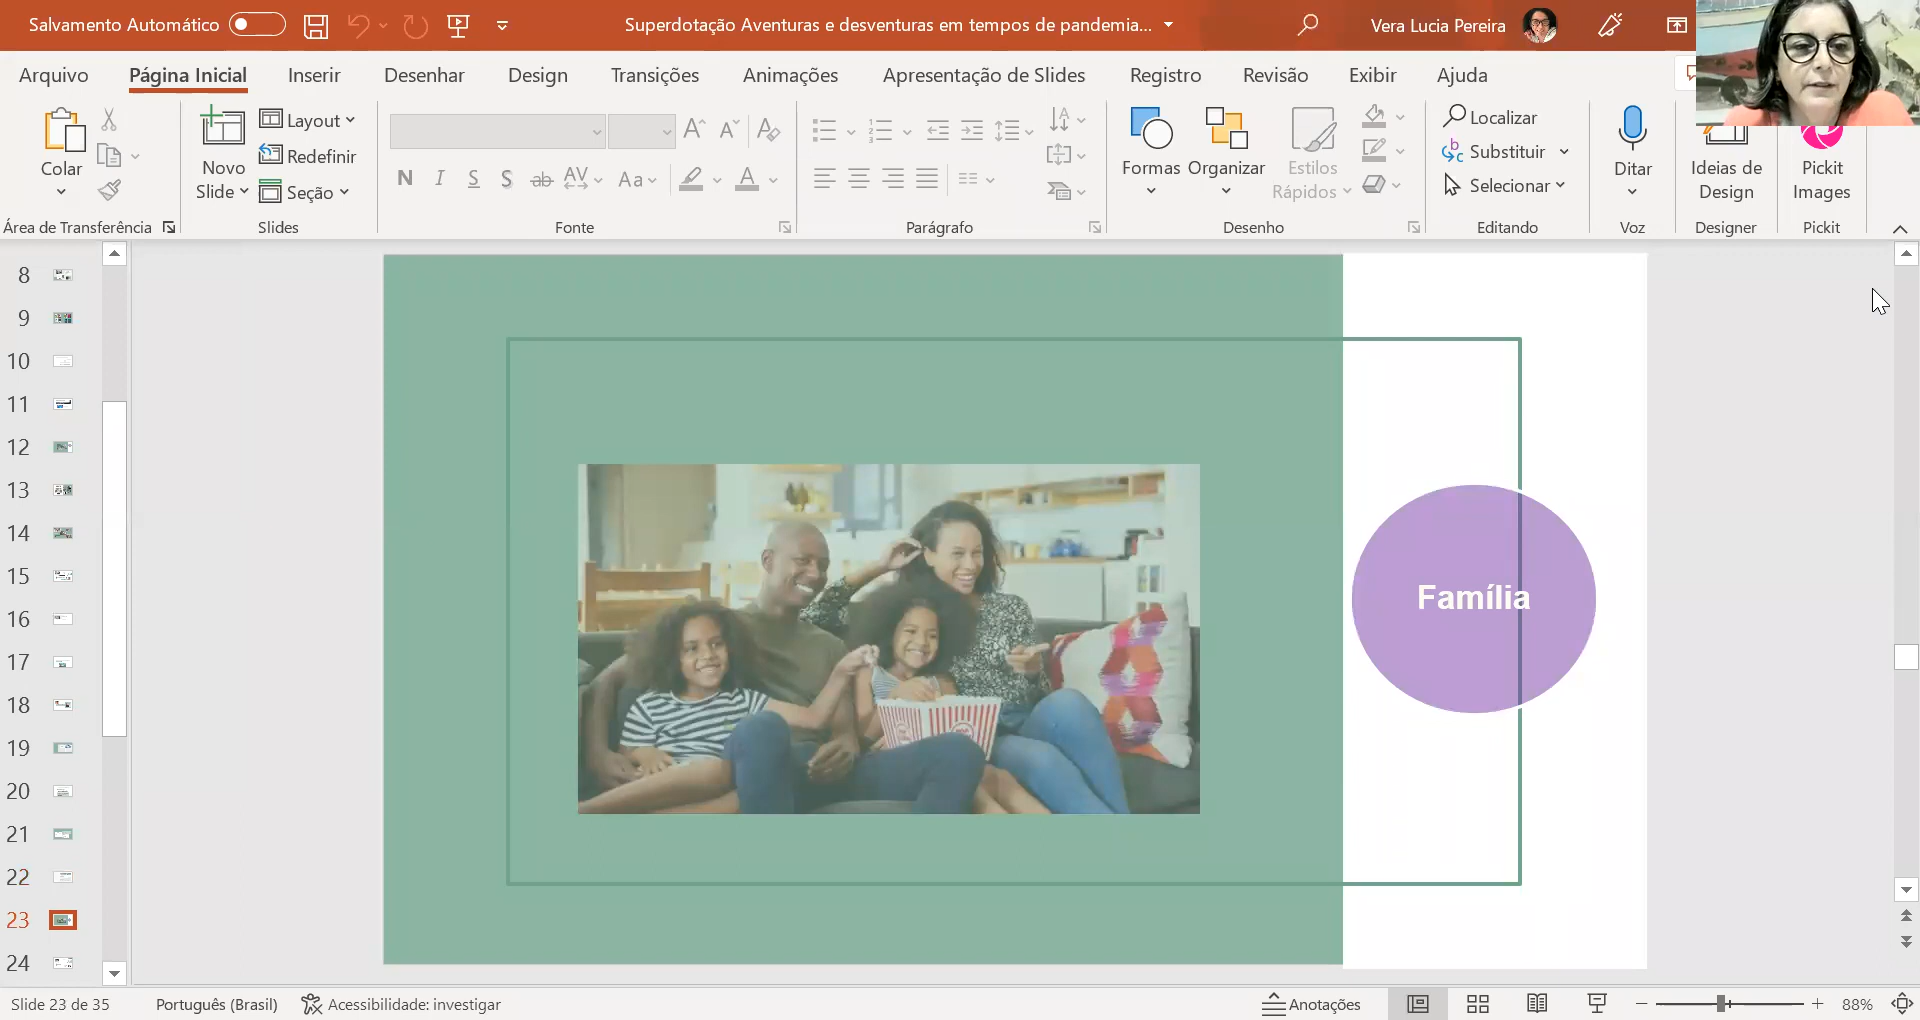 Salvamento Automático
Superdotação Aventuras e desventuras em tempos de pandemia...
Vera Lucia Pereira
Arquivo
Página Inicial
Inserir
Desenhar
Design
Transições
Animações
Apresentação de Slides
Registro
Revisão
Exibir
Ajuda
Colar
Novo
Slide
Layout
Redefinir
Seção
N
I
S
S
ab
AV
Aa
A
Formas
Organizar
Estilos
Rápidos
Localizar
Substituir
Selecionar
Ditar
Ideias de
Design
Pickit
Images
Área de Transferência
Slides
Fonte
Parágrafo
Desenho
Editando
Voz
Designer
Pickit
8
9
10
11
12
13
14
15
16
17
18
19
20
21
22
23
24
Família
Slide 23 de 35
Português (Brasil)
Acessibilidade: investigar
Anotações
88%